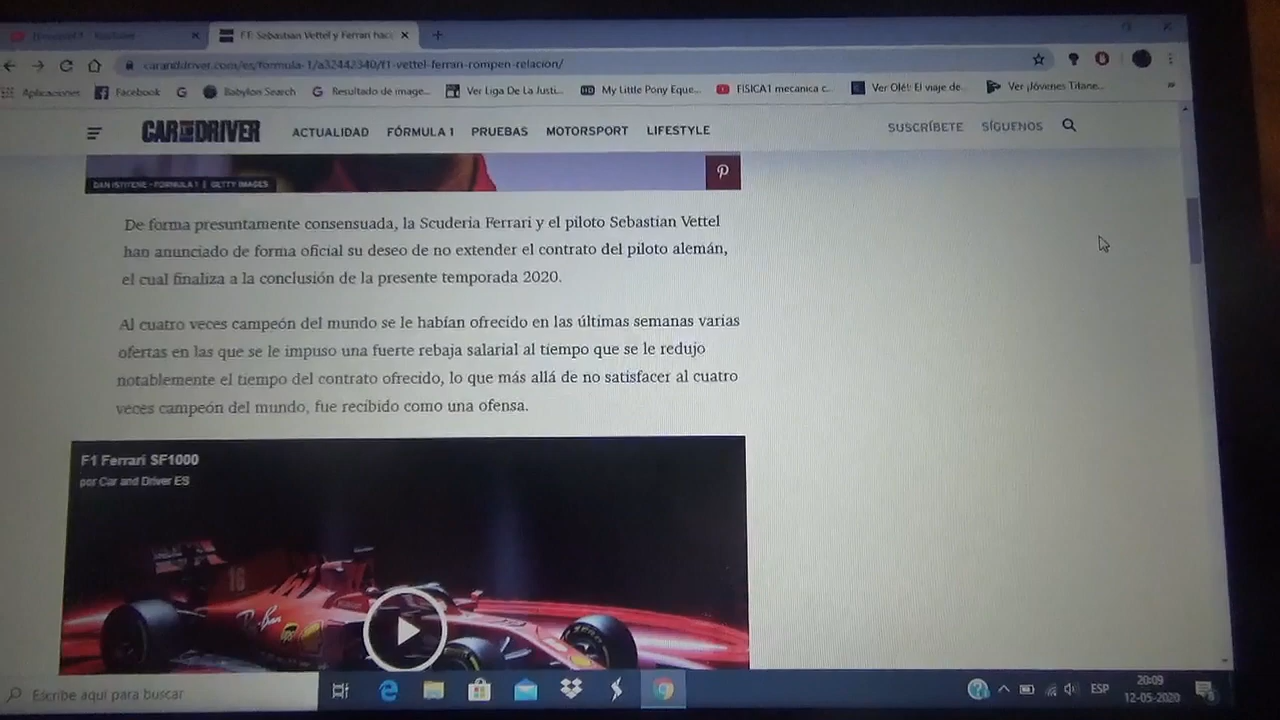 F1: Sebastian Vettel y Ferrari hac
caranddriver.com/es/formula-1/a32442340/f1-vettel-ferrari-rompen-relacion/
Aplicaciones Facebook Babylon Search Resultado de image... Ver Liga De La Justi... My Little Pony Eque... FISICA1 mecanica c... Ver Olé!: El viaje de... Ver ¡Jóvenes Titane...
CAR AND DRIVER ACTUALIDAD FÓRMULA 1 PRUEBAS MOTORSPORT LIFESTYLE SUSCRÍBETE SÍGUENOS
DAN ISTITENE - FORMULA 1 | GETTY IMAGES
De forma presuntamente consensuada, la Scuderia Ferrari y el piloto Sebastian Vettel
han anunciado de forma oficial su deseo de no extender el contrato del piloto alemán,
el cual finaliza a la conclusión de la presente temporada 2020.
Al cuatro veces campeón del mundo se le habían ofrecido en las últimas semanas varias
ofertas en las que se le impuso una fuerte rebaja salarial al tiempo que se le redujo
notablemente el tiempo del contrato ofrecido, lo que más allá de no satisfacer al cuatro
veces campeón del mundo, fue recibido como una ofensa.
F1 Ferrari SF1000
por Car and Driver ES
16
Ray-Ban
Escribe aquí para buscar
ESP
20:09
12-05-2020